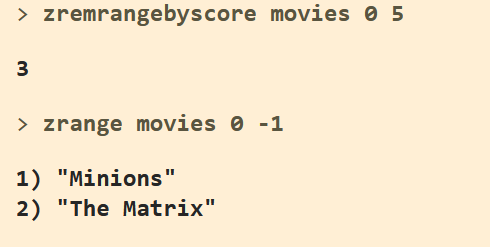 > zremrangebyscore movies 0 5
3
> zrange movies 0 -1
1) "Minions"
2) "The Matrix"